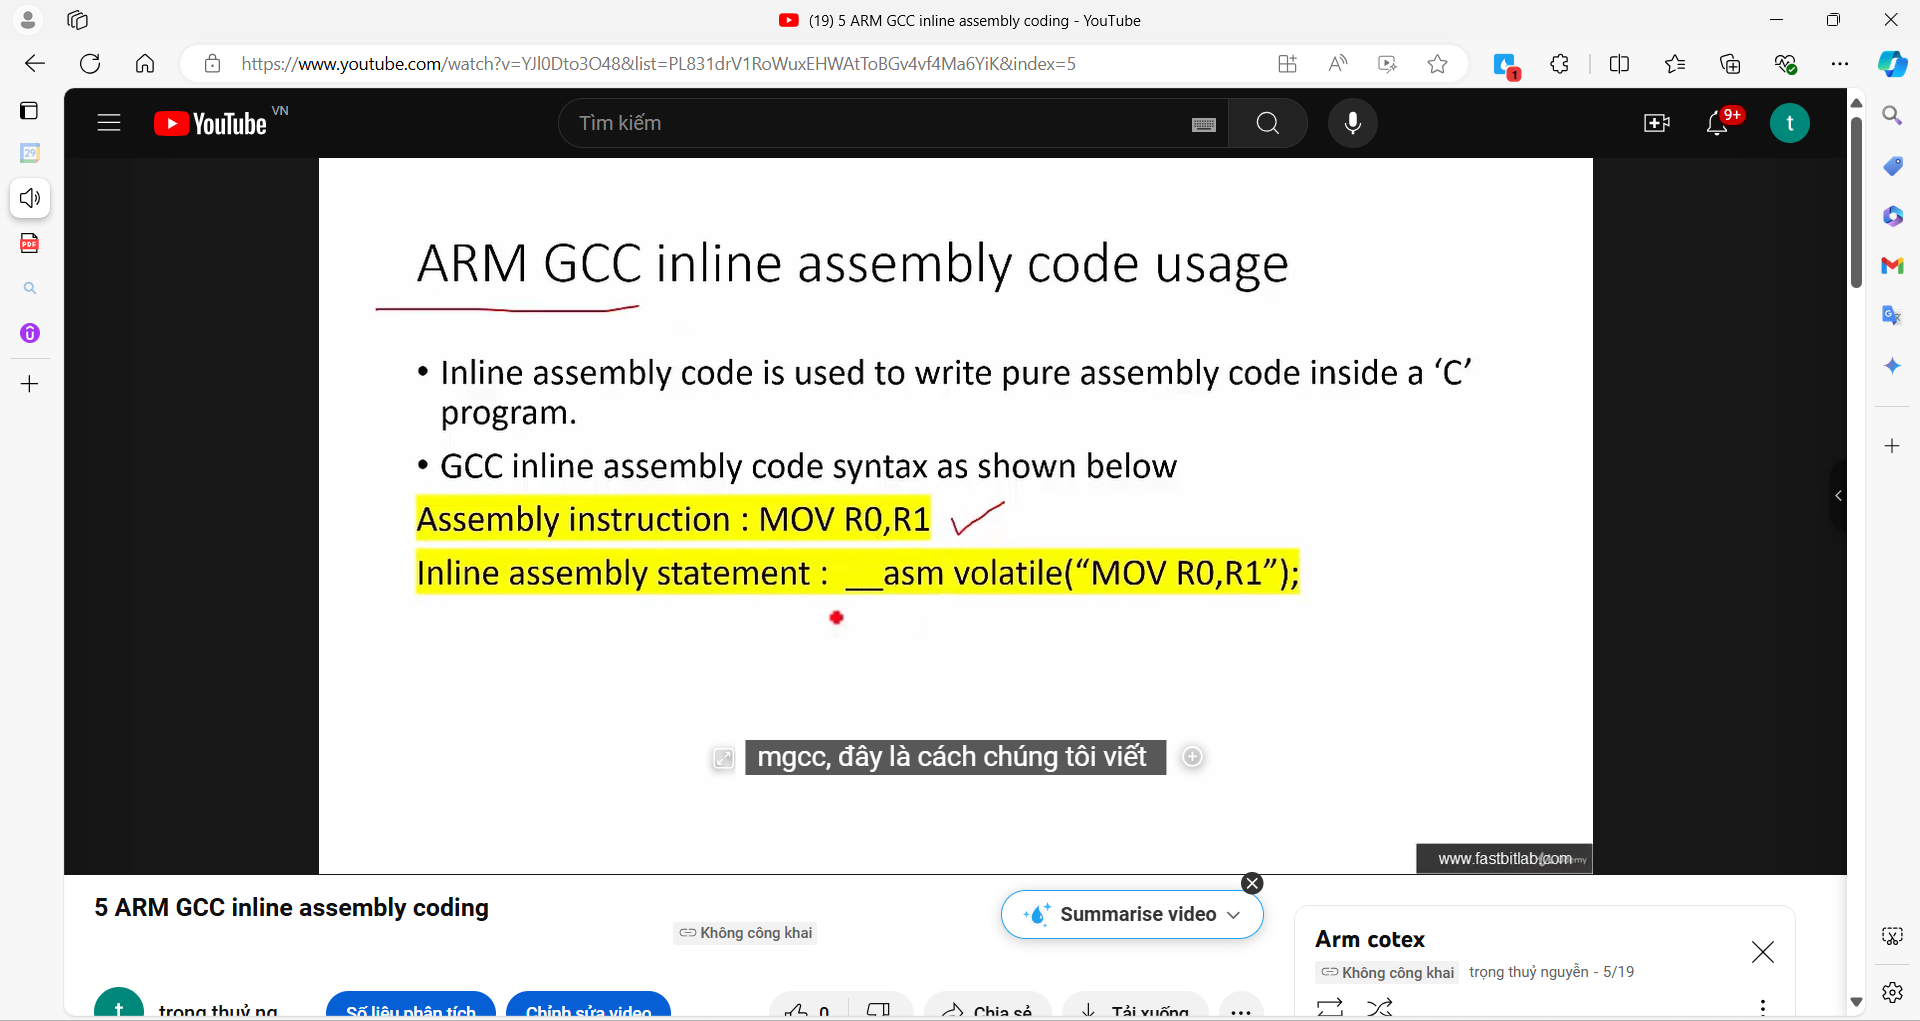 (19) 5 ARM GCC inline assembly coding - YouTube
https://www.youtube.com/watch?v=YJl0Dto3O48&list=PL831drV1RoWuxEHWAtToBGv4vf4Ma6YiK&index=5
1
29
PDF
YouTube VN
Tìm kiếm
9+
t
ARM GCC inline assembly code usage
• Inline assembly code is used to write pure assembly code inside a ‘C’
program.
• GCC inline assembly code syntax as shown below
Assembly instruction : MOV R0,R1
Inline assembly statement : __asm volatile(“MOV R0,R1”);
mgcc, đây là cách chúng tôi viết
www.fastbitlab.com
5 ARM GCC inline assembly coding
Không công khai
Summarise video
Arm cotex
Không công khai trọng thuỷ nguyễn - 5/19
t
trọng thuỷ ng
Số liệu phân tích
Chỉnh sửa video
0
Chia sẻ
Tải xuống